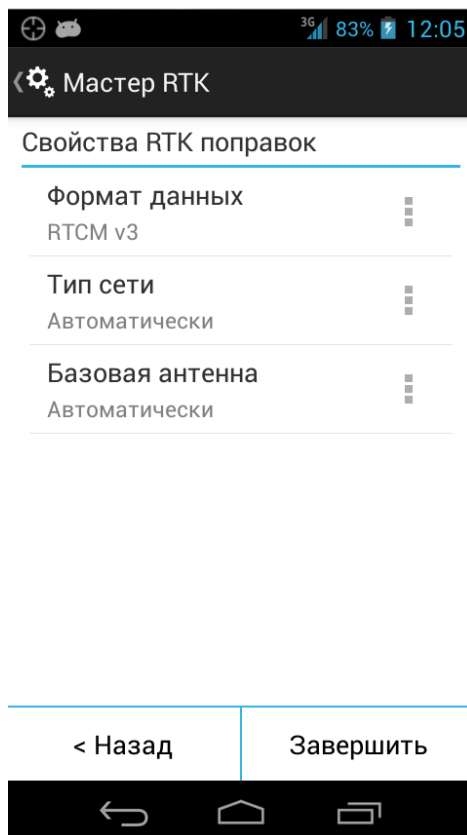 3G 83% 12:05
Мастер RTK
Свойства RTK поправок
Формат данных
RTCM v3
Тип сети
Автоматически
Базовая антенна
Автоматически
< Назад Завершить